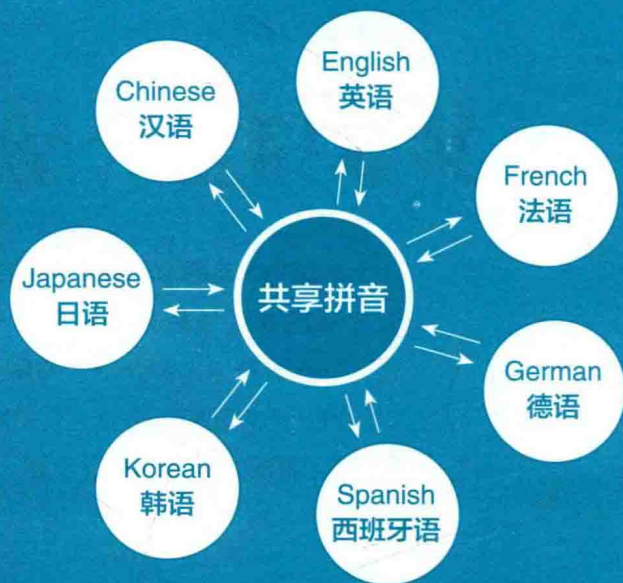 English
英语
Chinese
汉语
French
法语
Japanese
日语
共享拼音
German
德语
Korean
韩语
Spanish
西班牙语